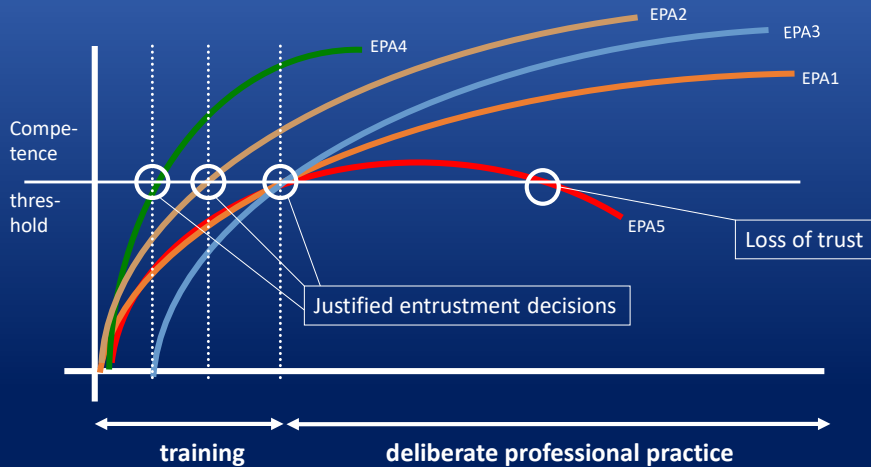 EPA2
EPA3
EPA4
EPA1
Compe-
tence
thres-
hold
EPA5
Loss of trust
Justified entrustment decisions
training
deliberate professional practice